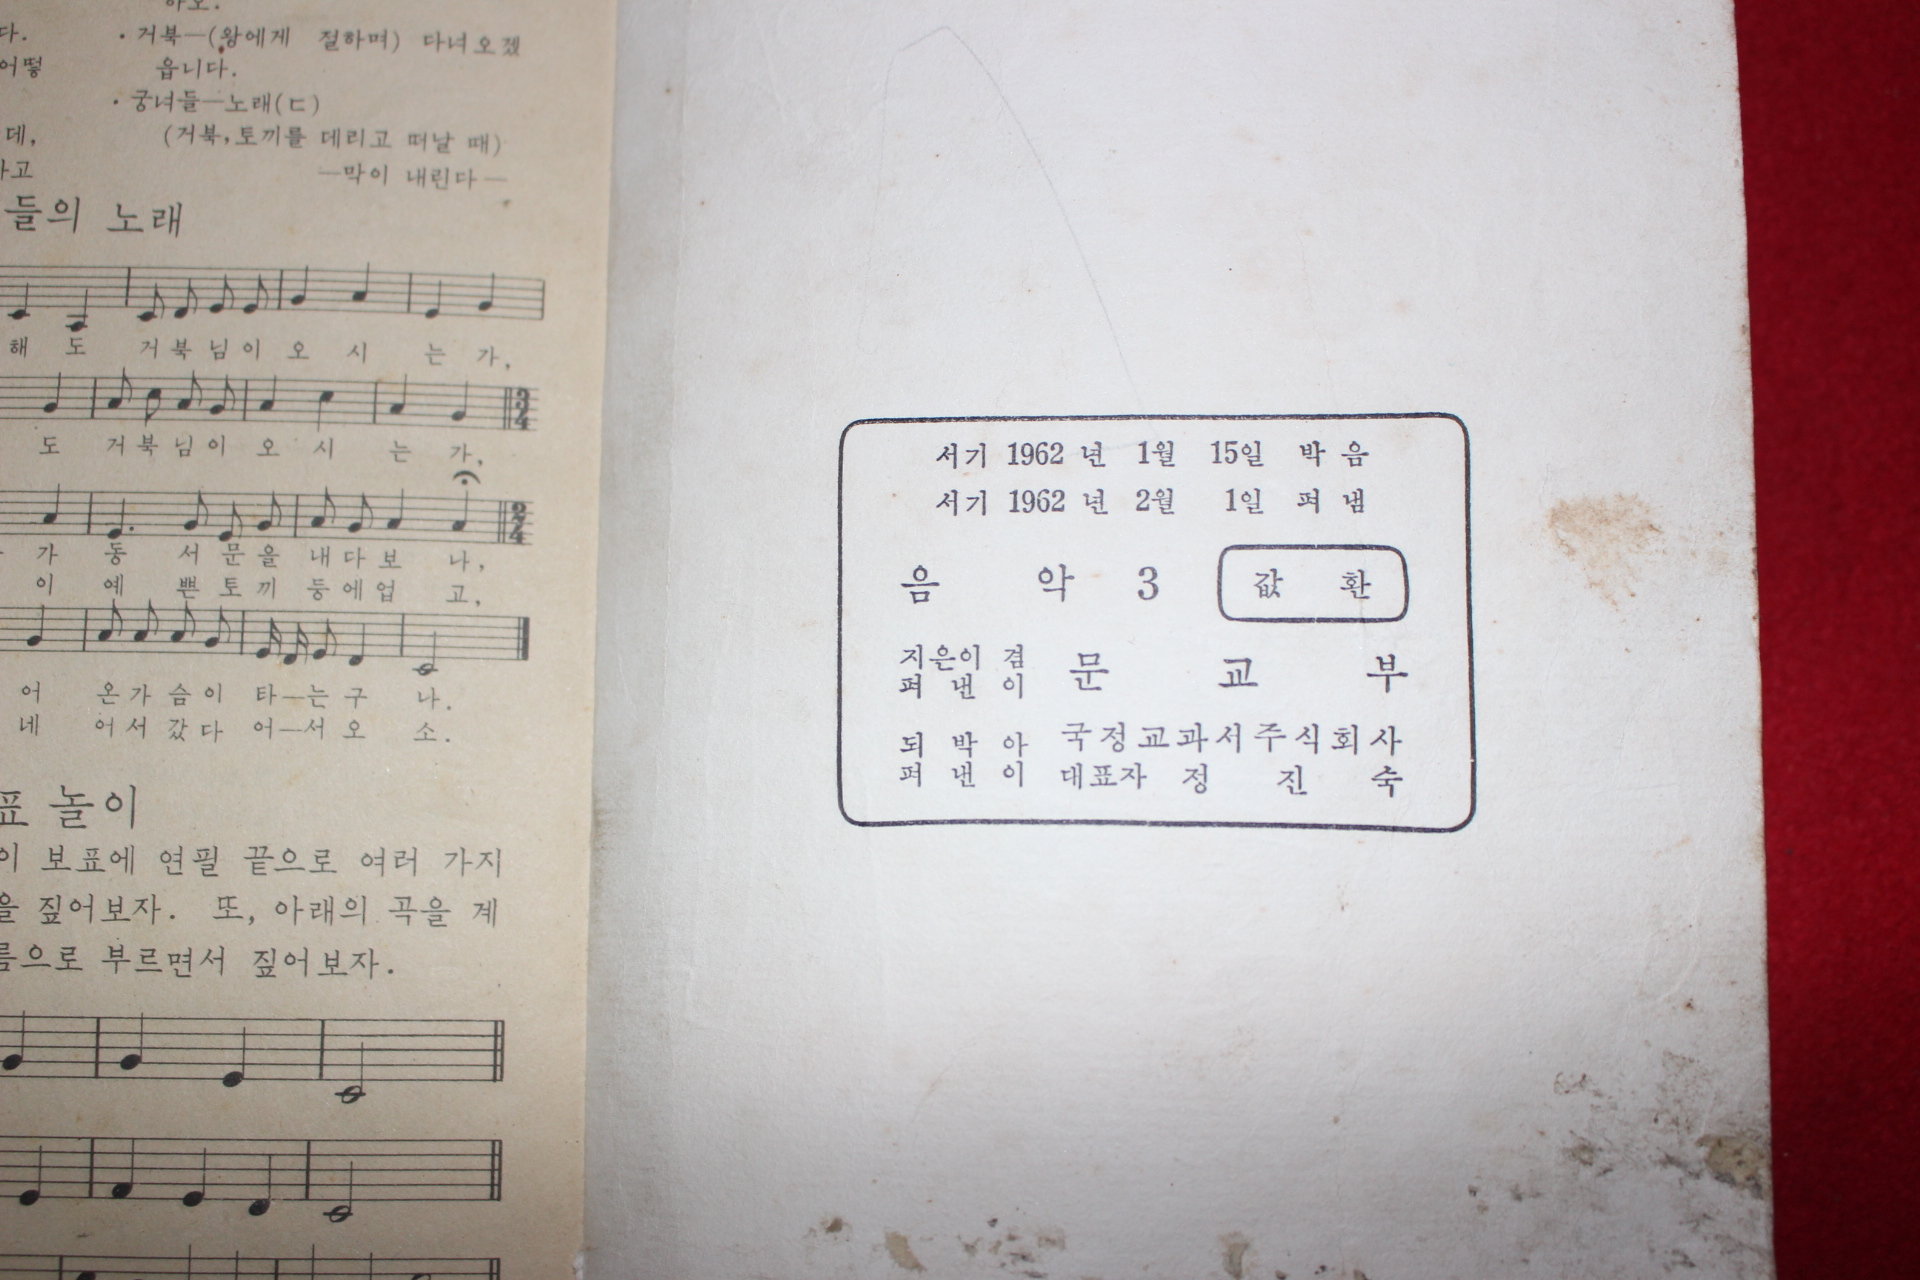 다.
어떻
데,
아오.
· 거북—(왕에게 절하며) 다녀오겠
읍니다.
· 궁녀들—노래(ㄷ)
(거북, 토끼를 데리고 떠날 때)
—막이 내린다—
들의 노래
해 도 거북님이 오 시 는 가,
도 거북님이 오 시 는 가,
가 동 서 문 을 내 다 보 나,
이 예 쁜 토 끼 등 에 업 고,
어 온 가 슴 이 타—는 구 나.
네 어 서 갔 다 어—서 오 소.
표 놀이
이 보표에 연필 끝으로 여러 가지
을 짚어보자. 또, 아래의 곡을 계
름으로 부르면서 짚어보자.
서기 1962 년 1월 15일 박 음
서기 1962 년 2월 1일 펴 냄
음 악 3 값 환
지은이 겸
펴 낸 이 문 교 부
되 박 아 국정교과서주식회사
펴 낸 이 대표자 정 진 숙